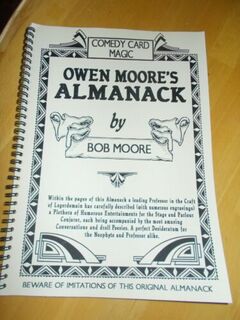 COMEDY CARD
MAGIC
OWEN MOORE'S
ALMANACK
by
BOB MOORE
Within the pages of this Almanack a leading Professor in the Craft
of Legerdemain has carefully described (with numerous engravings)
a Plethora of Humorous Entertainments for the Stage and Parlour
Conjuror, each being accompanied by the most amusing
Conversations and droll Poesies. A perfect Desideratum for
the Neophyte and Professor alike.
BEWARE OF IMITATIONS OF THIS ORIGINAL ALMANACK